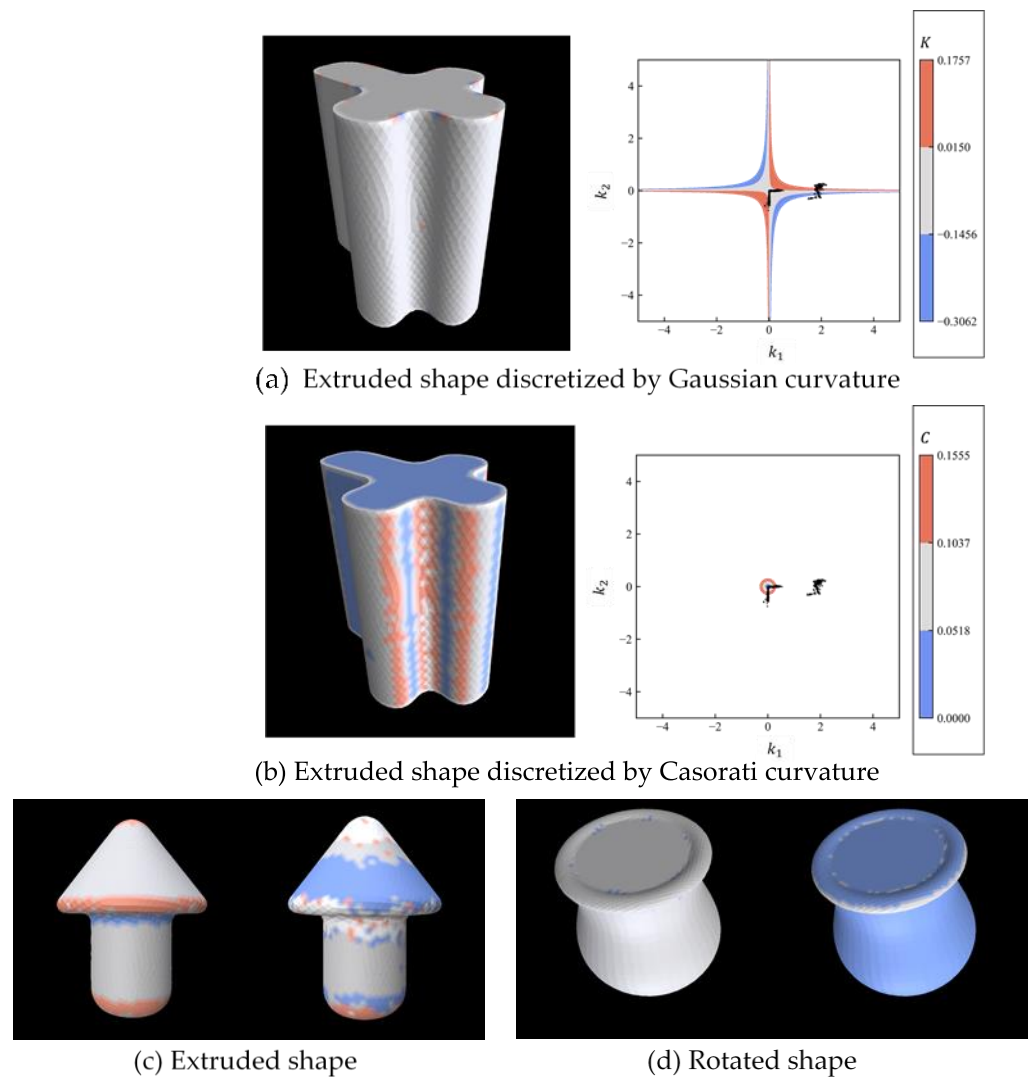 K
0.1757
0.0150
−0.1456
−0.3062
4
2
0
−2
−4
k2
−4 −2 0 2 4
k1
(a) Extruded shape discretized by Gaussian curvature
C
0.1555
0.1037
0.0518
0.0000
4
2
0
−2
−4
k2
−4 −2 0 2 4
k1
(b) Extruded shape discretized by Casorati curvature
(c) Extruded shape
(d) Rotated shape